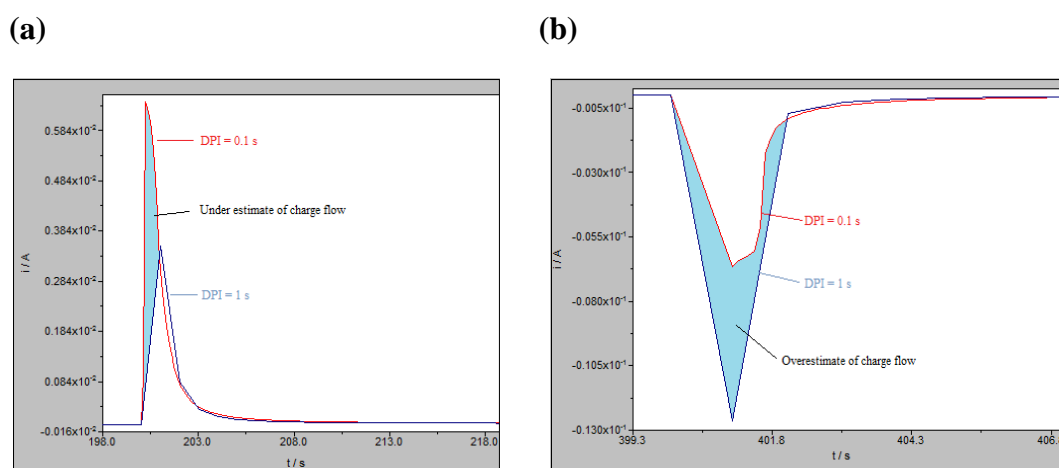 (a)
(b)
0.584x10⁻²
0.484x10⁻²
0.384x10⁻²
0.284x10⁻²
0.184x10⁻²
0.084x10⁻²
-0.016x10⁻²
i / A
DPI = 0.1 s
Under estimate of charge flow
DPI = 1 s
198.0
203.0
208.0
213.0
218.0
t / s
-0.005x10⁻¹
-0.030x10⁻¹
-0.055x10⁻¹
-0.080x10⁻¹
-0.105x10⁻¹
-0.130x10⁻¹
i / A
DPI = 0.1 s
DPI = 1 s
Overestimate of charge flow
399.3
401.8
404.3
t / s